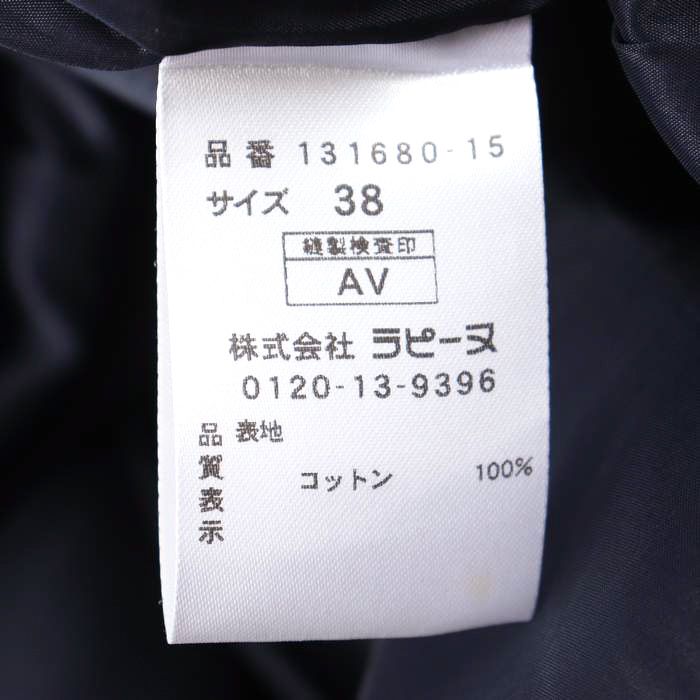 品番 131680-15
サイズ 38
縫製検査印
AV
株式会社 ラピーヌ
0120-13-9396
品質表示
表地
コットン 100%